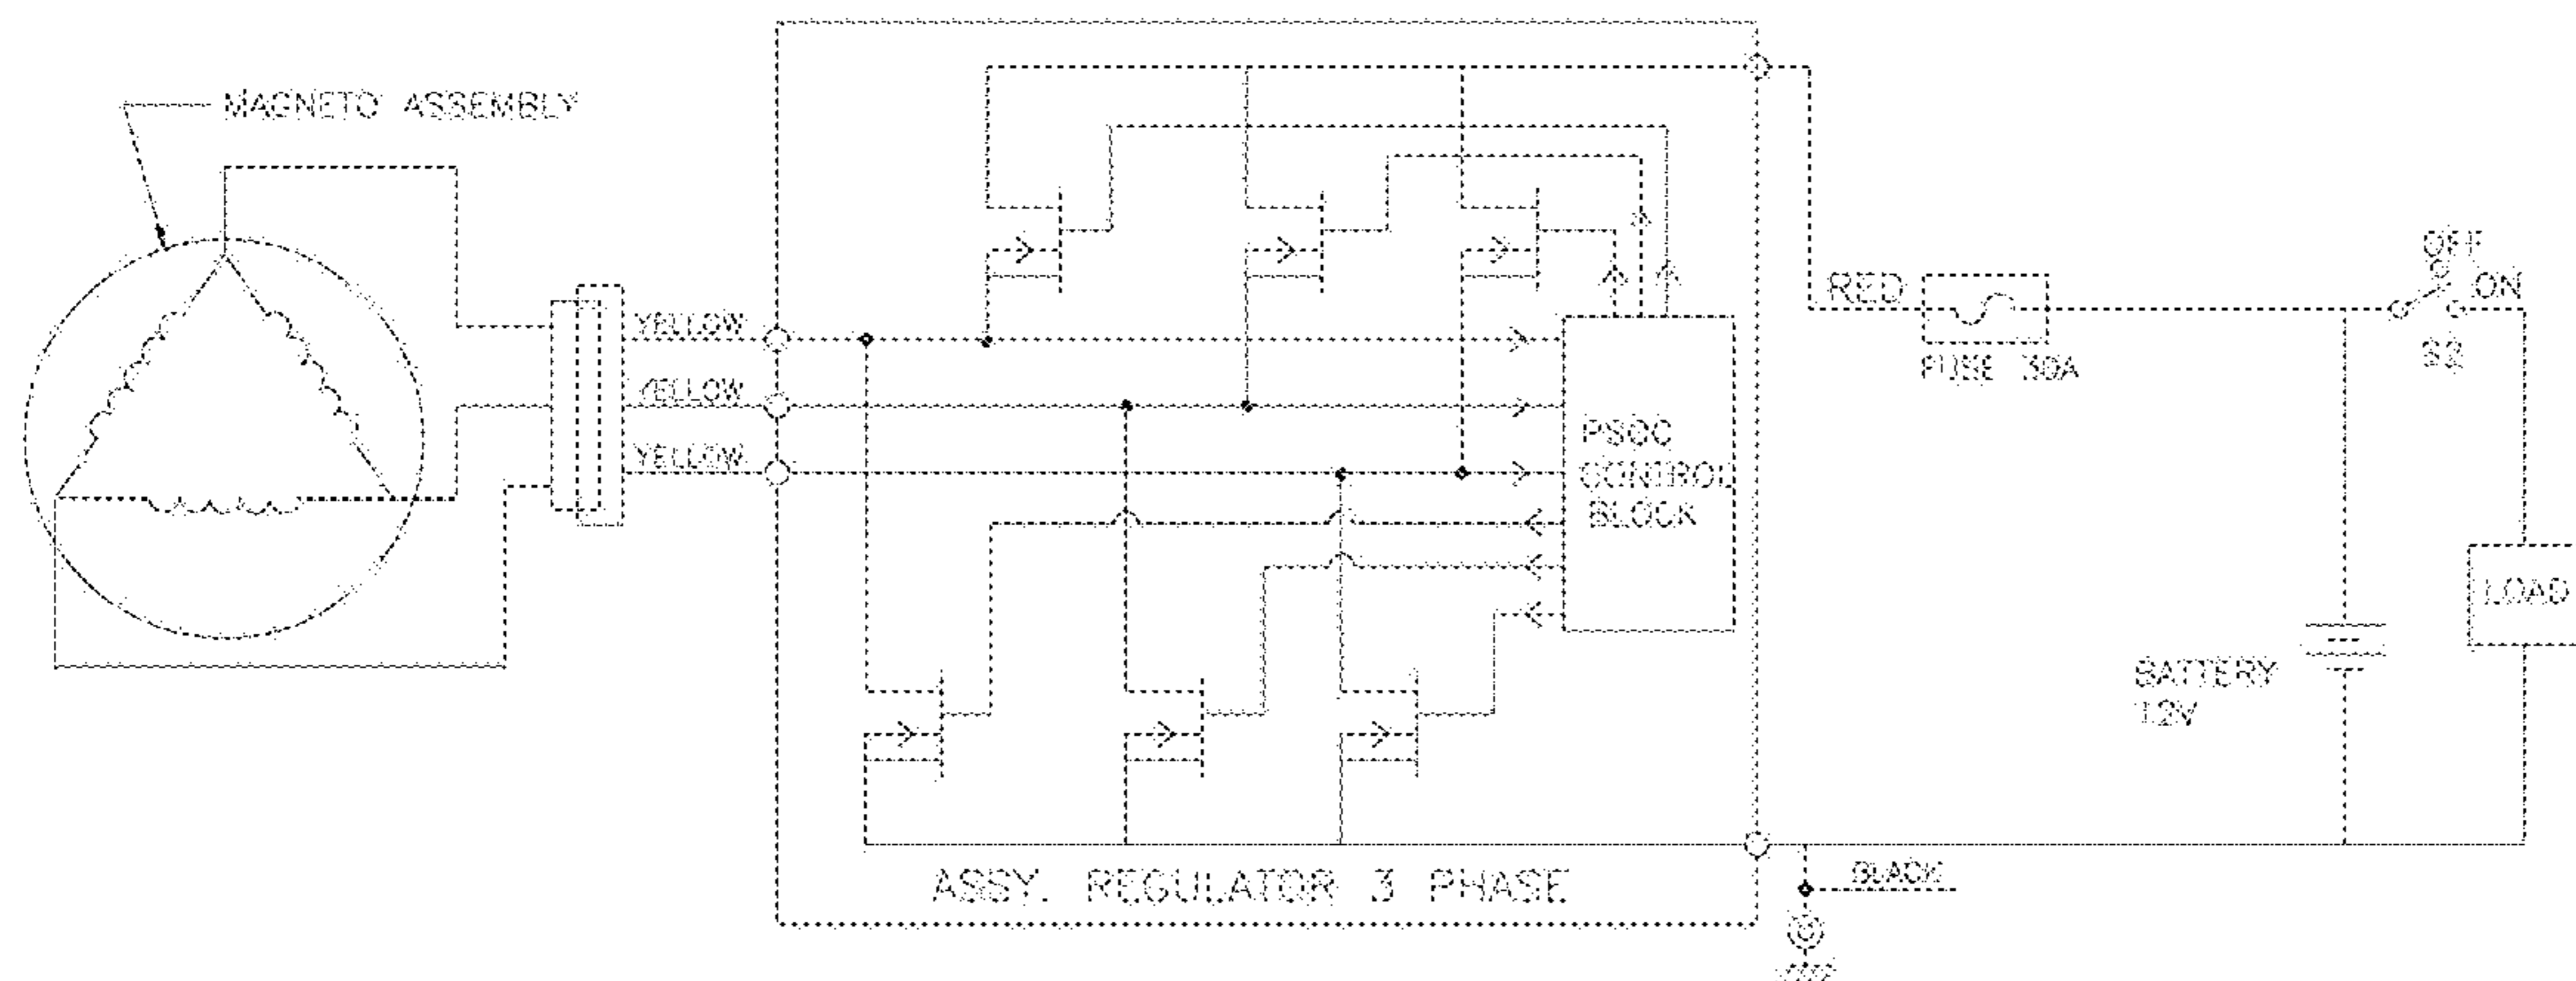 MAGNETO ASSEMBLY
YELLOW
YELLOW
YELLOW
PSOC
CONTROL
BLOCK
ASSY. REGULATOR 3 PHASE
RED
FUSE 30A
OFF
ON
BATTERY
12V
LOAD
BLACK